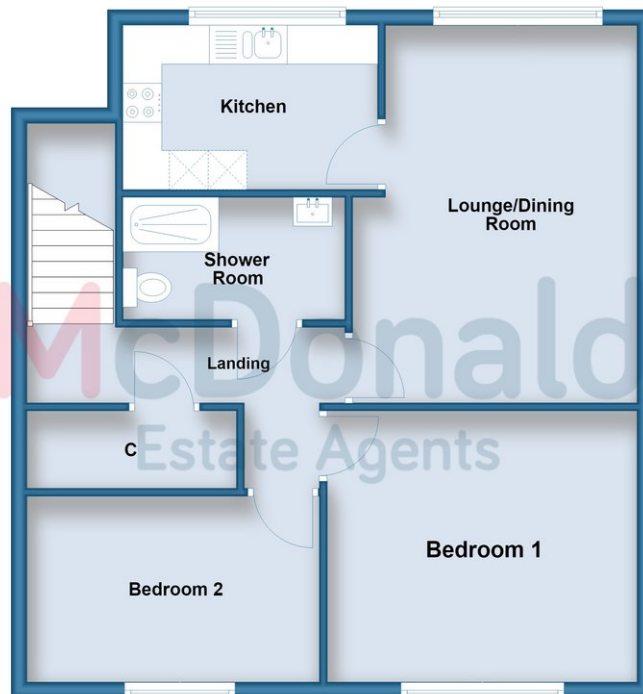 Kitchen
Lounge/Dining
Room
Shower
Room
Landing
McDonald
Estate Agents
C
Bedroom 1
Bedroom 2